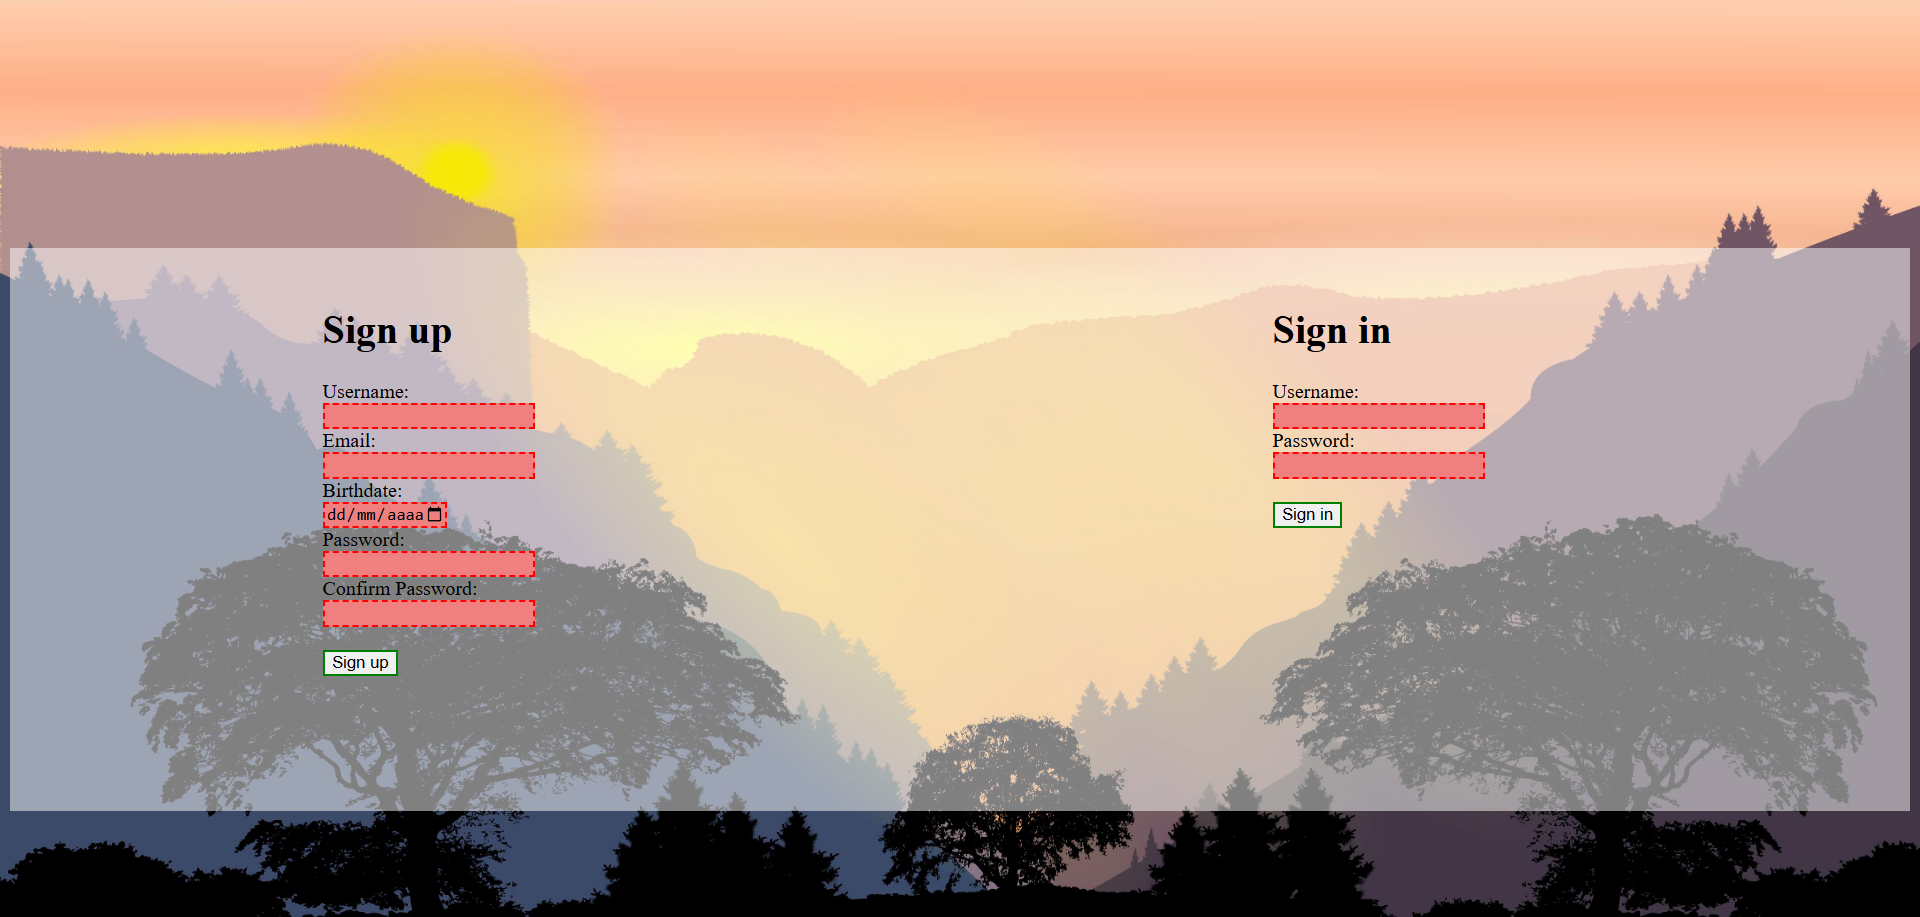 Sign up
Username:
Email:
Birthdate:
dd/mm/aaaa
Password:
Confirm Password:
Sign up
Sign in
Username:
Password:
Sign in